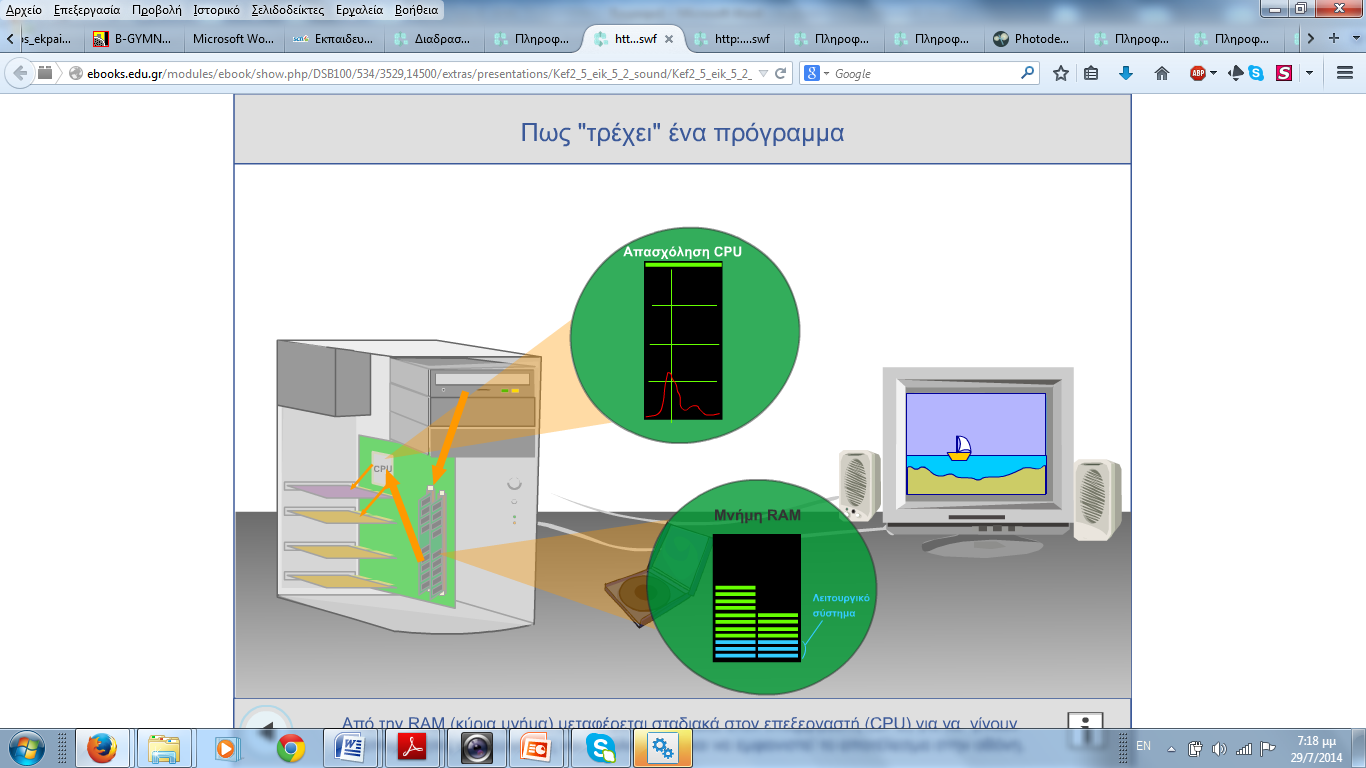 Αρχείο Επεξεργασία Προβολή Ιστορικό Σελιδοδείκτες Εργαλεία Βοήθεια
os_ekpai... B-GYMN... Microsoft Wo... Εκπαιδευ... Διαδρασ... Πληροφ... htt...swf http:....swf Πληροφ... Πληροφ... Photode... Πληροφ... Πληροφ...
ebooks.edu.gr/modules/ebook/show.php/DSB100/534/3529,14500/extras/presentations/Kef2_5_eik_5_2_sound/Kef2_5_eik_5_2_ Google ABP
Πως "τρέχει" ένα πρόγραμμα
Απασχόληση CPU
CPU
Μνήμη RAM
Λειτουργικό
σύστημα
Από την RAM (κύρια μνήμη) μεταφέρεται σταδιακά στον επεξεργαστή (CPU) για να γίνουν
EN 7:18 μμ
29/7/2014